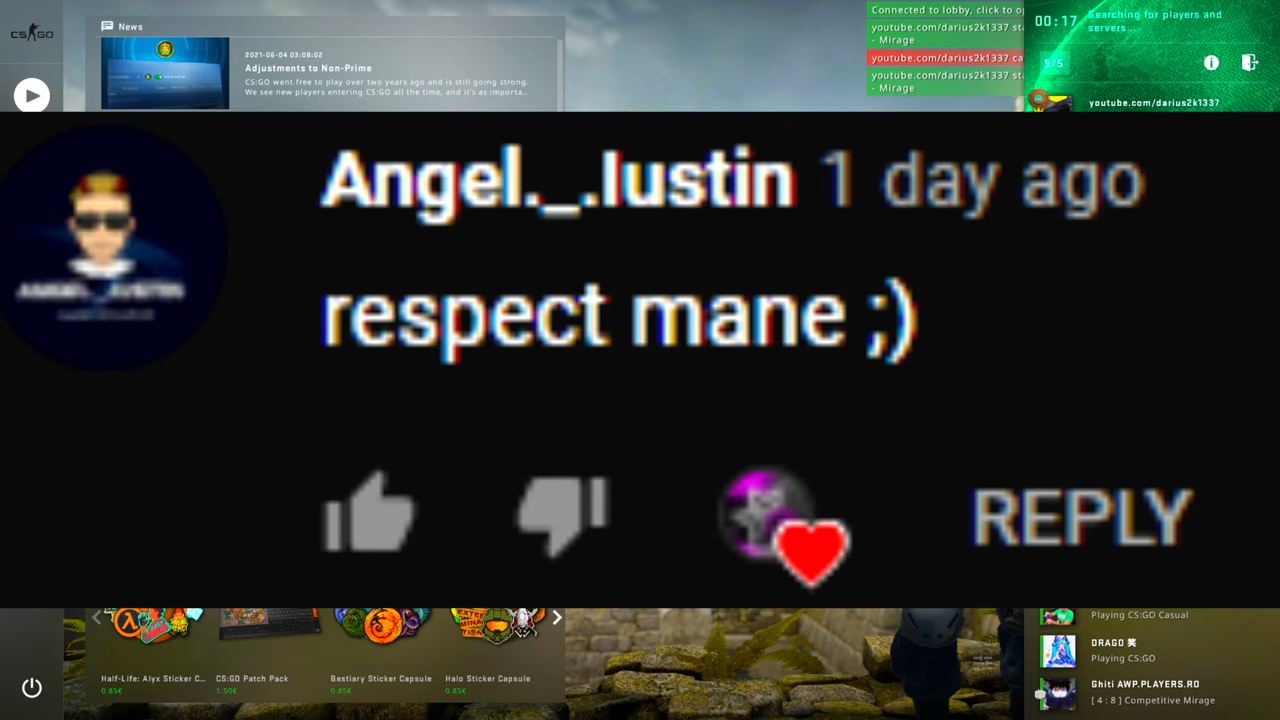 CS GO
News
2021-06-04 03:08:02
Adjustments to Non-Prime
CS:GO went free to play over two years ago and is still going strong.
We see new players entering CS:GO all the time, and it's as importa...
Connected to lobby, click to o
youtube.com/darius2k1337 sta
- Mirage
youtube.com/darius2k1337 ca
youtube.com/darius2k1337 sta
- Mirage
00:17
Searching for players and
servers...
5/5
youtube.com/darius2k1337
Angel._.Iustin 1 day ago
respect mane ;)
REPLY
Half-Life: Alyx Sticker C...
0.85€
CS:GO Patch Pack
1.50€
Bestiary Sticker Capsule
0.85€
Halo Sticker Capsule
0.85€
Playing CS:GO Casual
DRAGO 笑
Playing CS:GO
Ghiti AWP.PLAYERS.RO
[ 4 : 8 ] Competitive Mirage